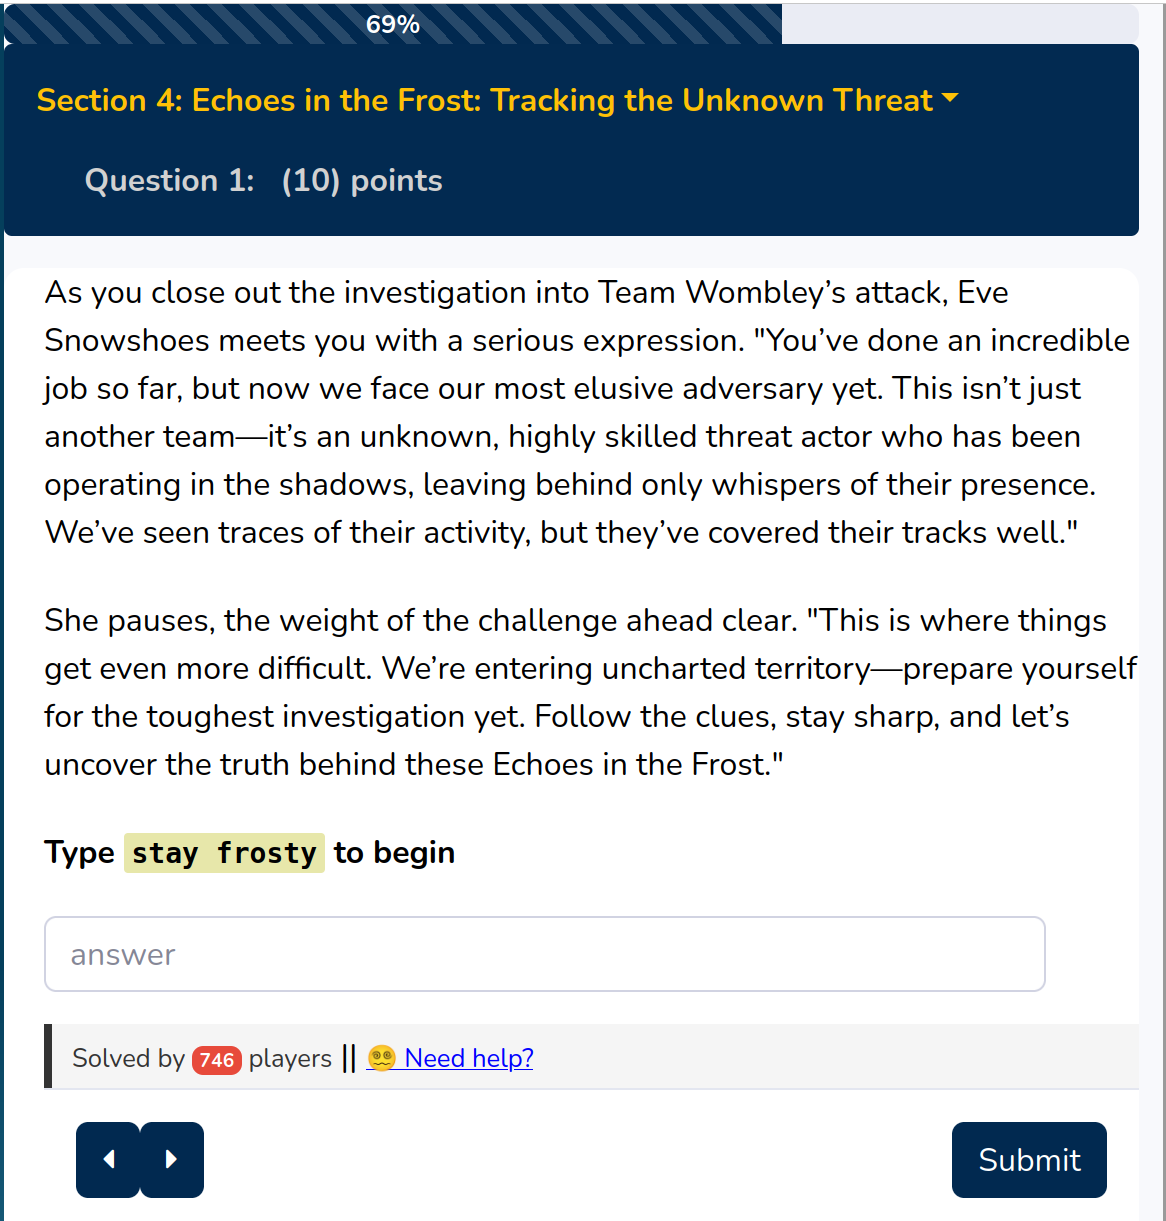 69%
Section 4: Echoes in the Frost: Tracking the Unknown Threat
Question 1: (10) points
As you close out the investigation into Team Wombley’s attack, Eve
Snowshoes meets you with a serious expression. "You’ve done an incredible
job so far, but now we face our most elusive adversary yet. This isn’t just
another team—it’s an unknown, highly skilled threat actor who has been
operating in the shadows, leaving behind only whispers of their presence.
We’ve seen traces of their activity, but they’ve covered their tracks well."
She pauses, the weight of the challenge ahead clear. "This is where things
get even more difficult. We’re entering uncharted territory—prepare yourself
for the toughest investigation yet. Follow the clues, stay sharp, and let’s
uncover the truth behind these Echoes in the Frost."
Type stay frosty to begin
answer
Solved by 746 players || 😵‍💫 Need help?
Submit